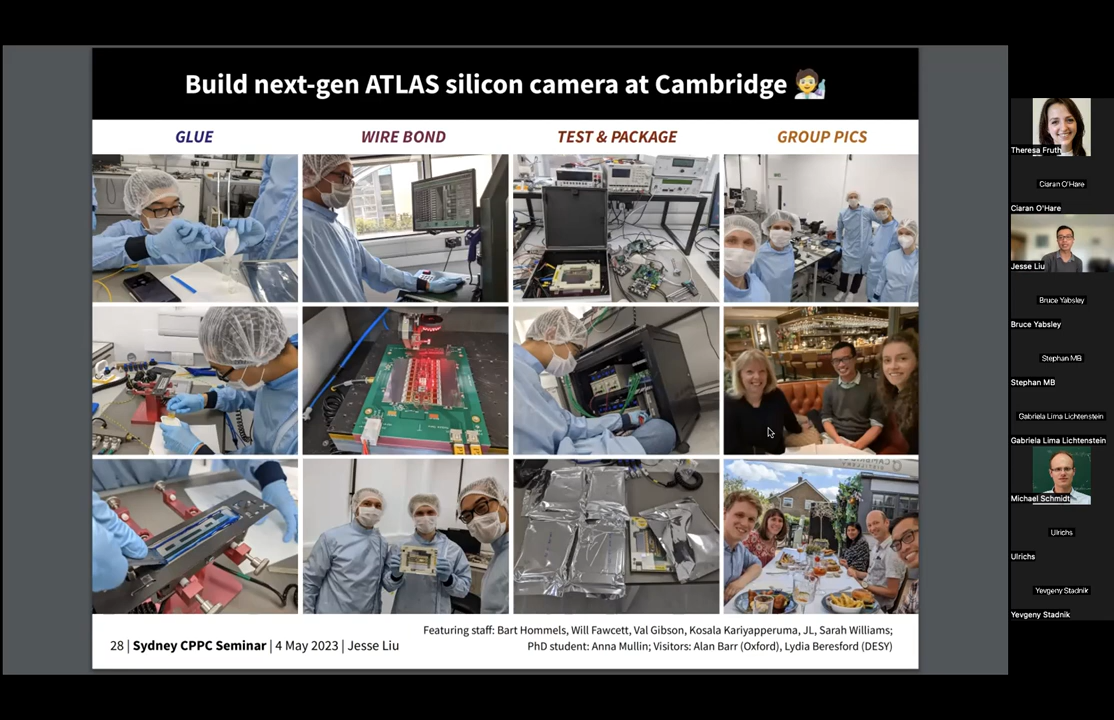 Build next-gen ATLAS silicon camera at Cambridge 🧑‍🔬
GLUE
WIRE BOND
TEST & PACKAGE
GROUP PICS
Featuring staff: Bart Hommels, Will Fawcett, Val Gibson, Kosala Kariyapperuma, JL, Sarah Williams;
28 | Sydney CPPC Seminar | 4 May 2023 | Jesse Liu
PhD student: Anna Mullin; Visitors: Alan Barr (Oxford), Lydia Beresford (DESY)
Theresa Fruth
Ciaran O'Hare
Ciaran O'Hare
Jesse Liu
Bruce Yabsley
Bruce Yabsley
Stephan MB
Stephan MB
Gabriela Lima Lichtenstein
Gabriela Lima Lichtenstein
Michael Schmidt
Ulrichs
Ulrichs
Yevgeny Stadnik
Yevgeny Stadnik